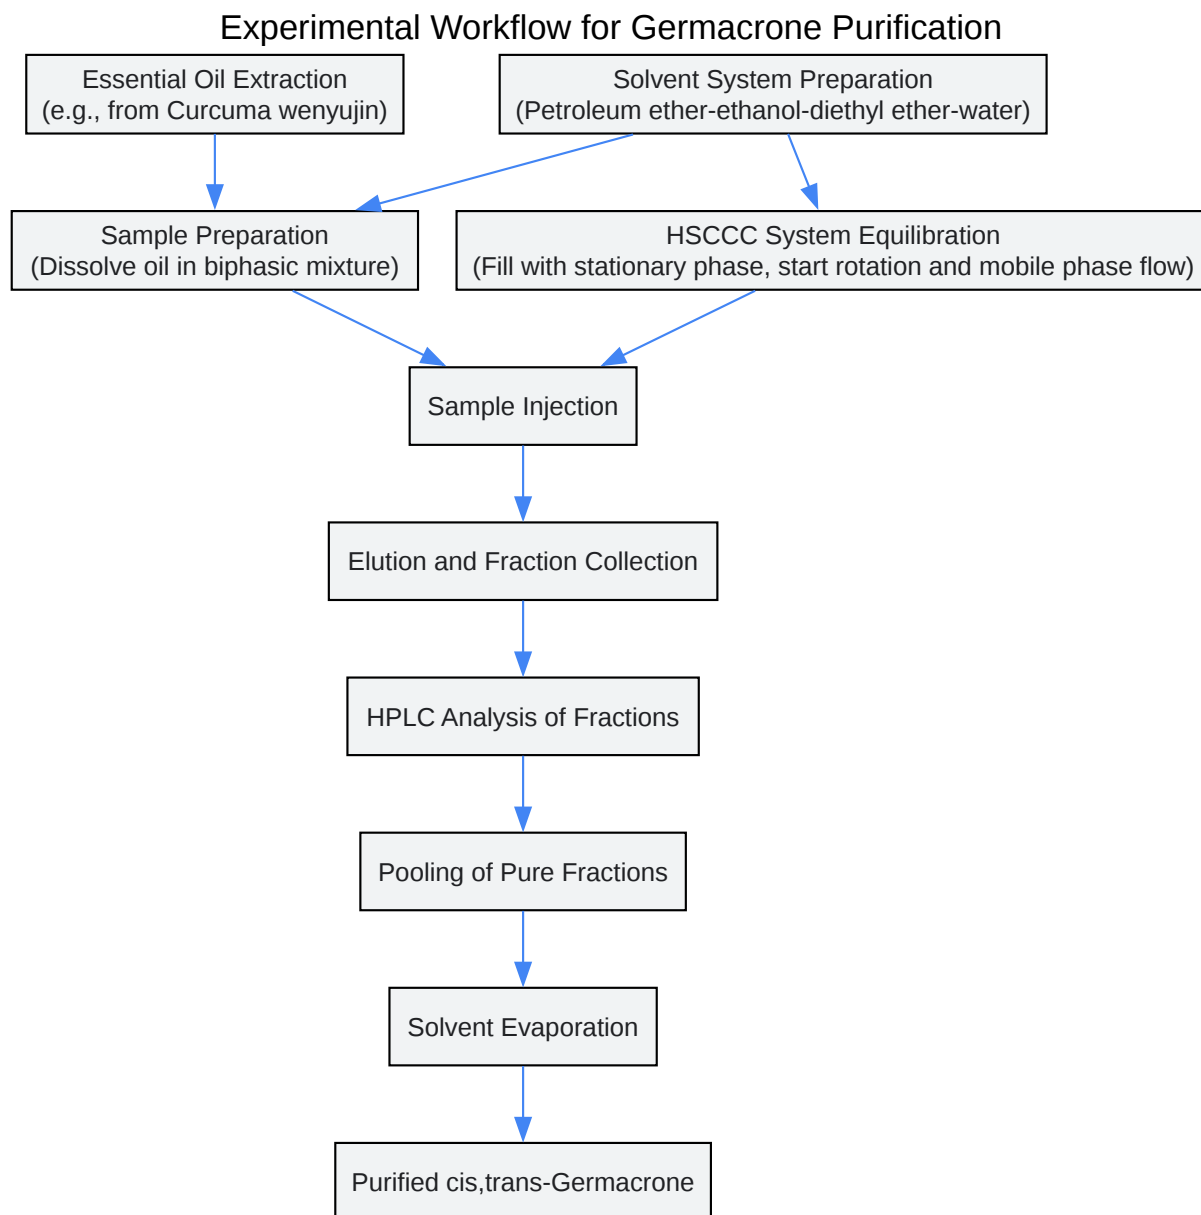 Experimental Workflow for Germacrone Purification
Essential Oil Extraction
(e.g., from Curcuma wenyujin)
Solvent System Preparation
(Petroleum ether-ethanol-diethyl ether-water)
Sample Preparation
(Dissolve oil in biphasic mixture)
HSCCC System Equilibration
(Fill with stationary phase, start rotation and mobile phase flow)
Sample Injection
Elution and Fraction Collection
HPLC Analysis of Fractions
Pooling of Pure Fractions
Solvent Evaporation
Purified cis,trans-Germacrone